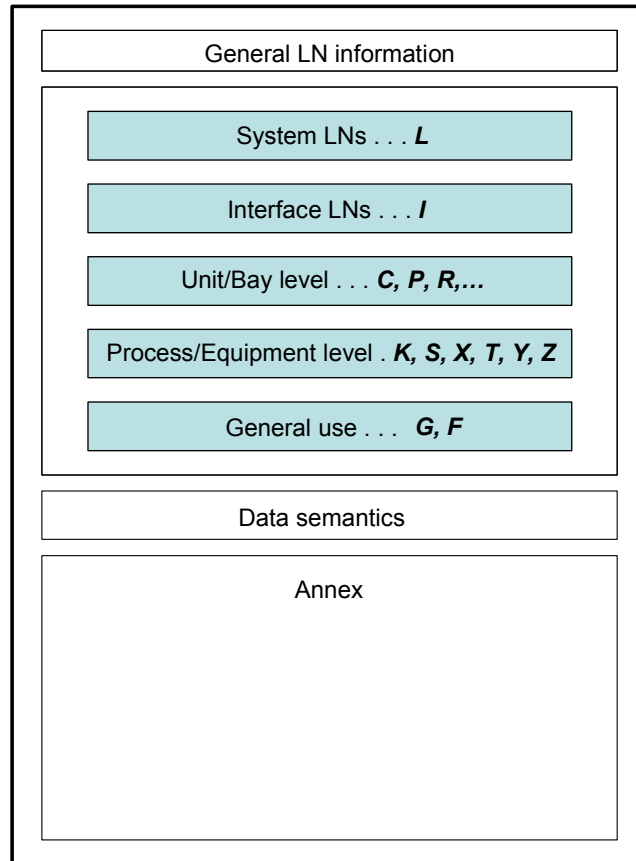 General LN information
System LNs . . . L
Interface LNs . . . I
Unit/Bay level . . . C, P, R,...
Process/Equipment level . K, S, X, T, Y, Z
General use . . . G, F
Data semantics
Annex